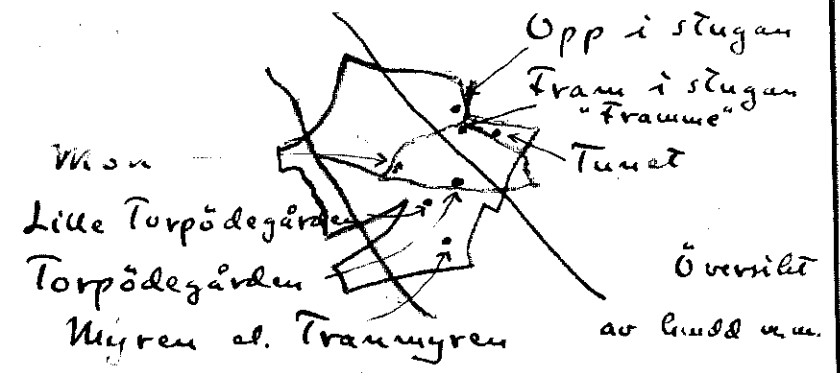 Opp i stugan
Fram i stugan
"Framme"
Tunet
Mon
Lille Torpödegården
Torpödegården
Myren el. Tranmyren
Översikt
av m.m.